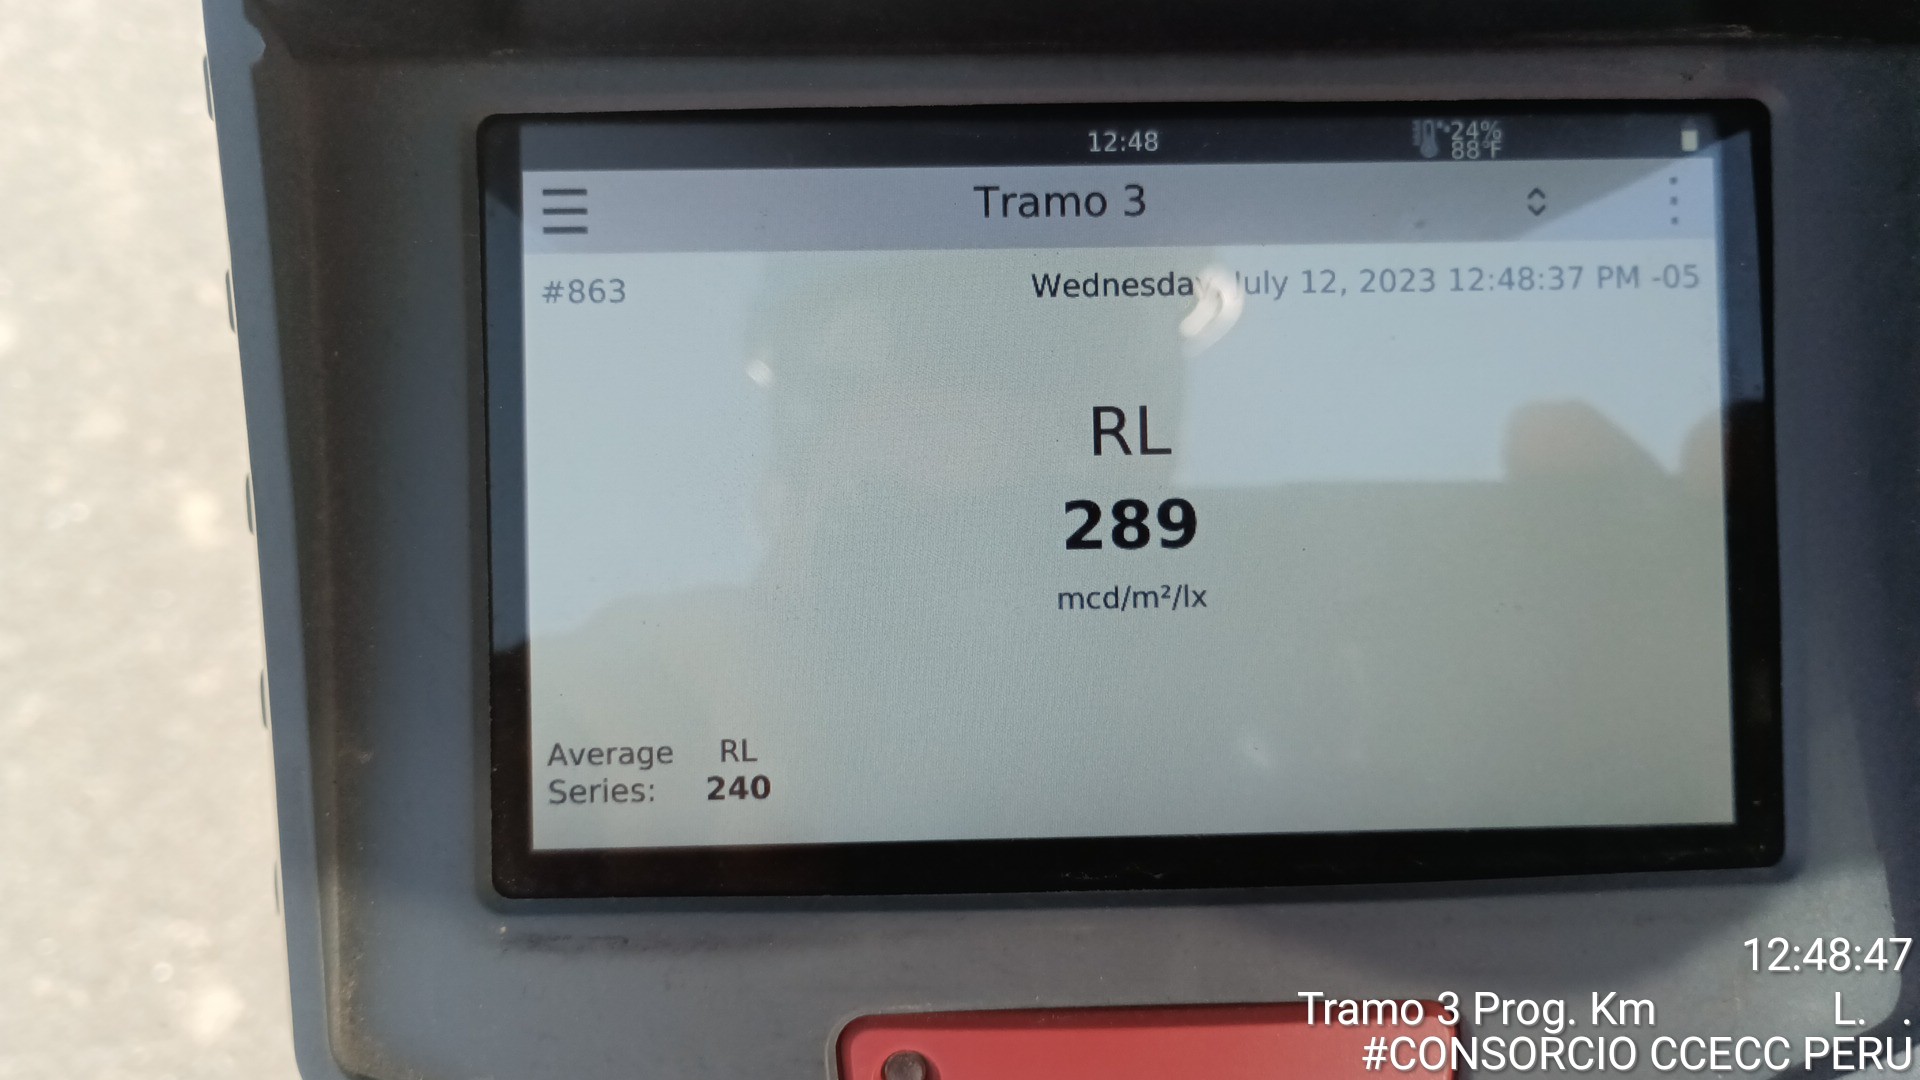 12:48
24%
88°F
Tramo 3
#863
Wednesday, July 12, 2023 12:48:37 PM -05
RL
289
mcd/m²/lx
Average RL
Series: 240
12:48:47
Tramo 3 Prog. Km L. .
#CONSORCIO CCECC PERU